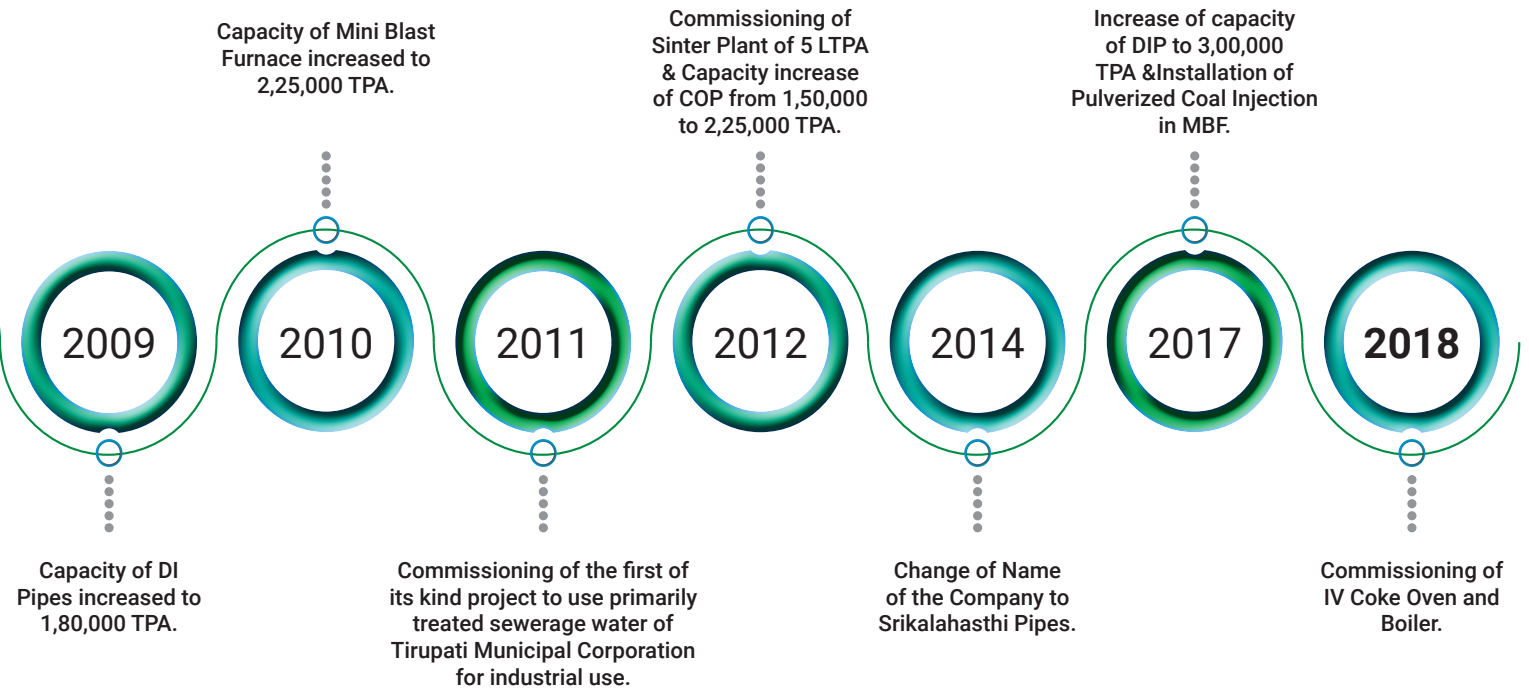 Capacity of Mini Blast
Furnace increased to
2,25,000 TPA.
Commissioning of
Sinter Plant of 5 LTPA
& Capacity increase
of COP from 1,50,000
to 2,25,000 TPA.
Increase of capacity
of DIP to 3,00,000
TPA &Installation of
Pulverized Coal Injection
in MBF.
2009
2010
2011
2012
2014
2017
2018
Capacity of DI
Pipes increased to
1,80,000 TPA.
Commissioning of the first of
its kind project to use primarily
treated sewerage water of
Tirupati Municipal Corporation
for industrial use.
Change of Name
of the Company to
Srikalahasthi Pipes.
Commissioning of
IV Coke Oven and
Boiler.